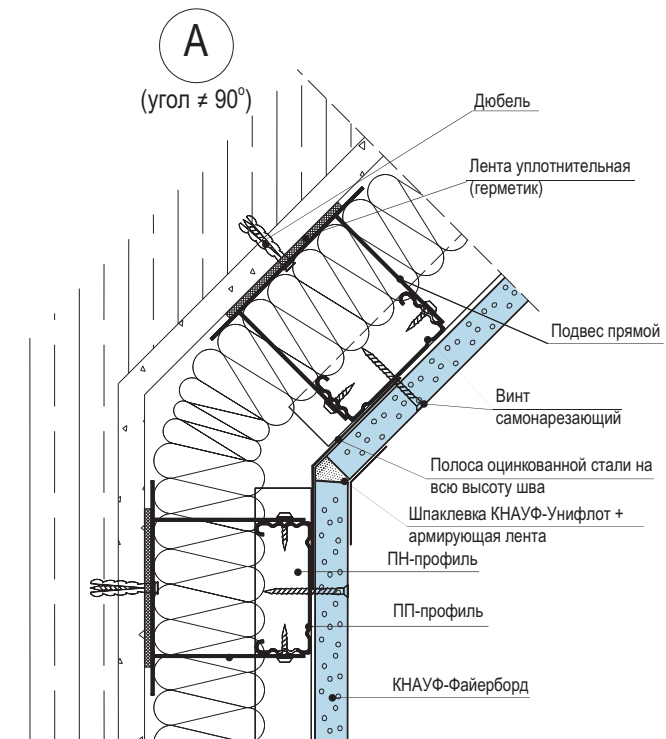 А
(угол ≠ 90°)
Дюбель
Лента уплотнительная
(герметик)
Подвес прямой
Винт
самонарезающий
Полоса оцинкованной стали на
всю высоту шва
Шпаклевка КНАУФ-Унифлот +
армирующая лента
ПН-профиль
ПП-профиль
КНАУФ-Файерборд